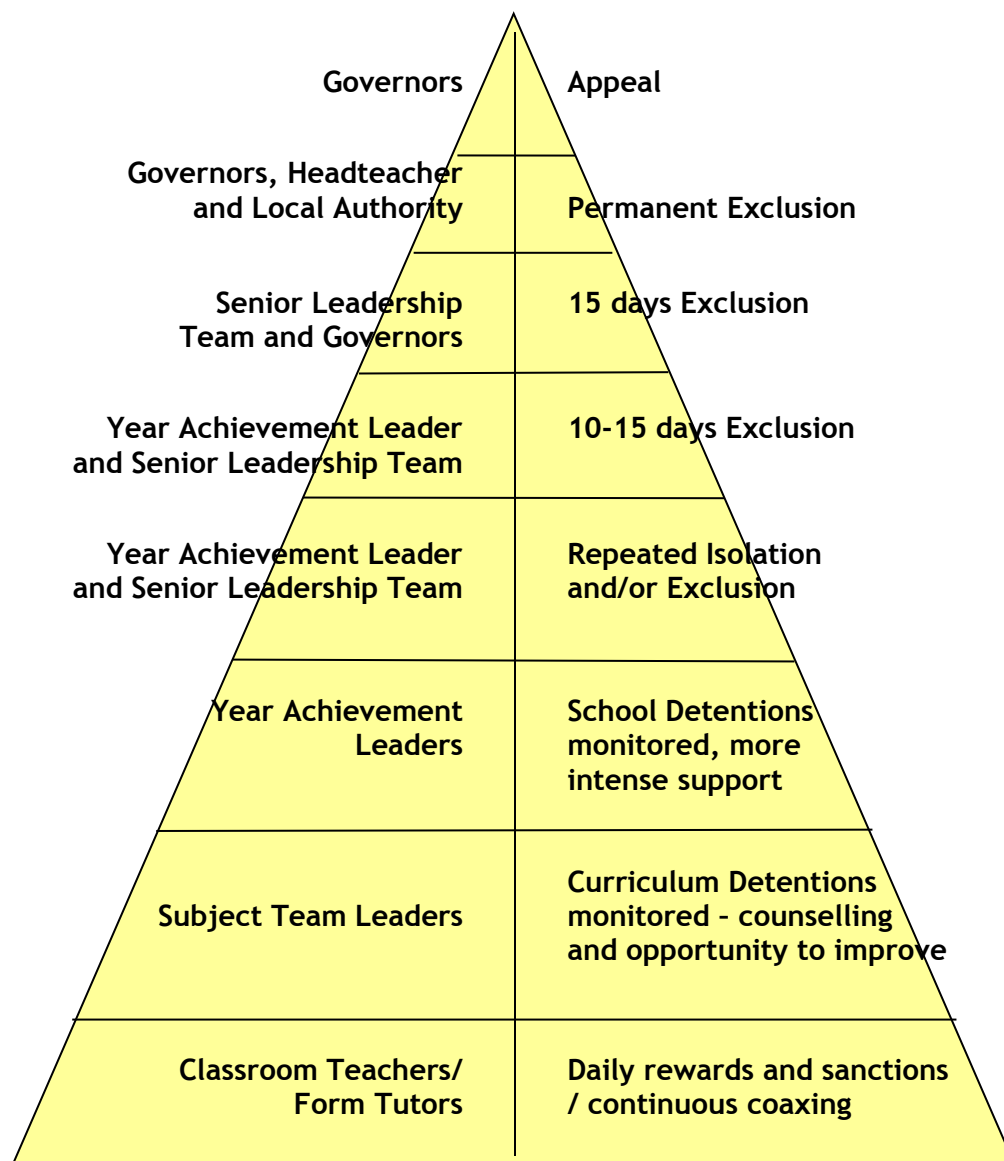 Governors
Appeal
Governors, Headteacher
and Local Authority
Permanent Exclusion
Senior Leadership
Team and Governors
15 days Exclusion
Year Achievement Leader
and Senior Leadership Team
10-15 days Exclusion
Year Achievement Leader
and Senior Leadership Team
Repeated Isolation
and/or Exclusion
Year Achievement
Leaders
School Detentions
monitored, more
intense support
Subject Team Leaders
Curriculum Detentions
monitored – counselling
and opportunity to improve
Classroom Teachers/
Form Tutors
Daily rewards and sanctions
/ continuous coaxing